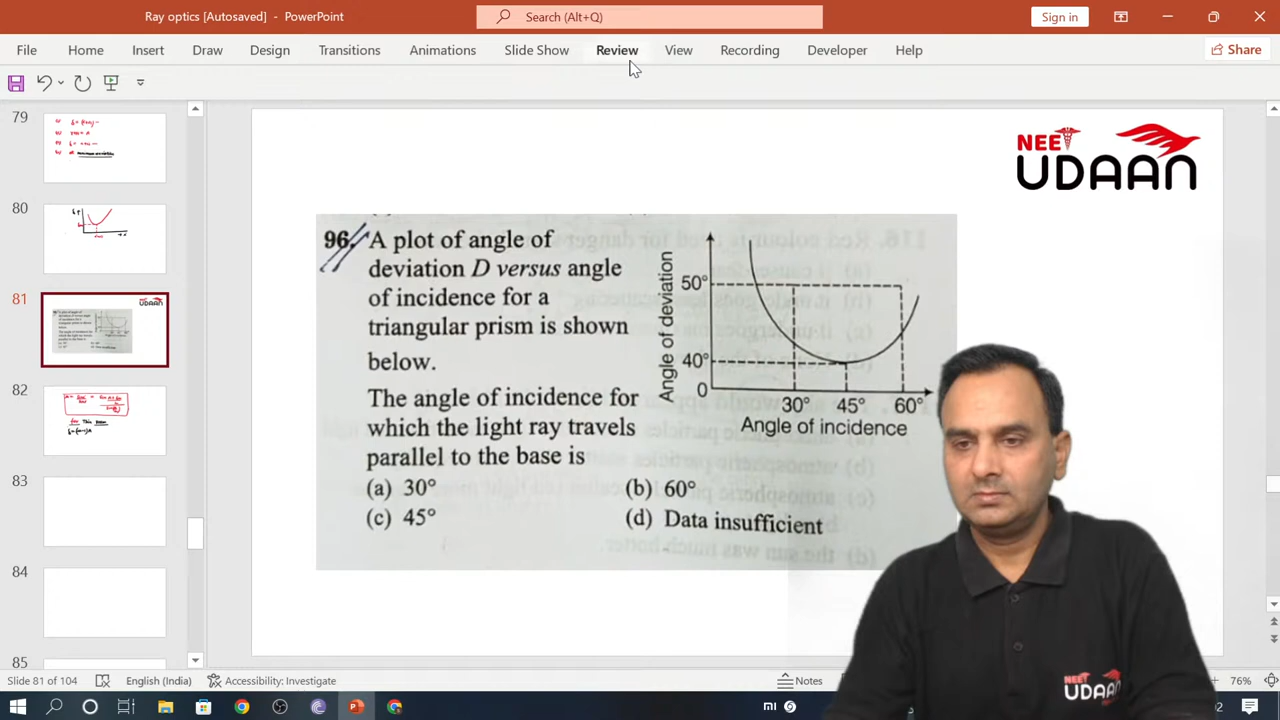 Ray optics [Autosaved] - PowerPoint
Search (Alt+Q)
Sign in
File Home Insert Draw Design Transitions Animations Slide Show Review View Recording Developer Help
Share
79
80
81
82
83
84
85
NEET
UDAAN
96. A plot of angle of
deviation D versus angle
of incidence for a
triangular prism is shown
below.
The angle of incidence for
which the light ray travels
parallel to the base is
(a) 30° (b) 60°
(c) 45° (d) Data insufficient
Angle of deviation
50°
40°
0
30° 45° 60°
Angle of incidence
NEET
UDAAN
Slide 81 of 104
English (India)
Accessibility: Investigate
Notes
76%